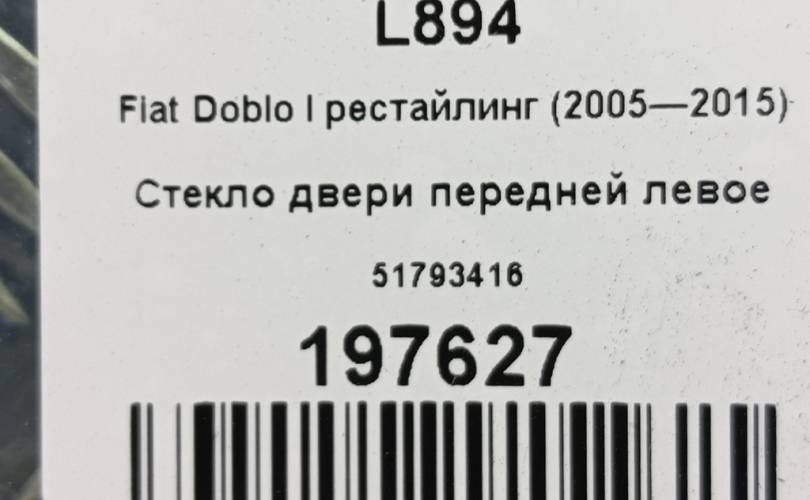 L894
Fiat Doblo I рестайлинг (2005—2015)
Стекло двери передней левое
51793416
197627